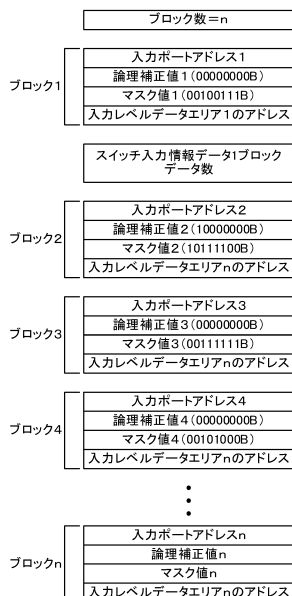 ブロック数=n
ブロック1
入力ポートアドレス1
論理補正値1(00000000B)
マスク値1(00100111B)
入力レベルデータエリア1のアドレス
スイッチ入力情報データ1ブロック
データ数
ブロック2
入力ポートアドレス2
論理補正値2(10000000B)
マスク値2(10111100B)
入力レベルデータエリアnのアドレス
ブロック3
入力ポートアドレス3
論理補正値3(00000000B)
マスク値3(00111111B)
入力レベルデータエリアnのアドレス
ブロック4
入力ポートアドレス4
論理補正値4(00000000B)
マスク値4(00101000B)
入力レベルデータエリアnのアドレス
ブロックn
入力ポートアドレスn
論理補正値n
マスク値n
入力レベルデータエリアnのアドレス